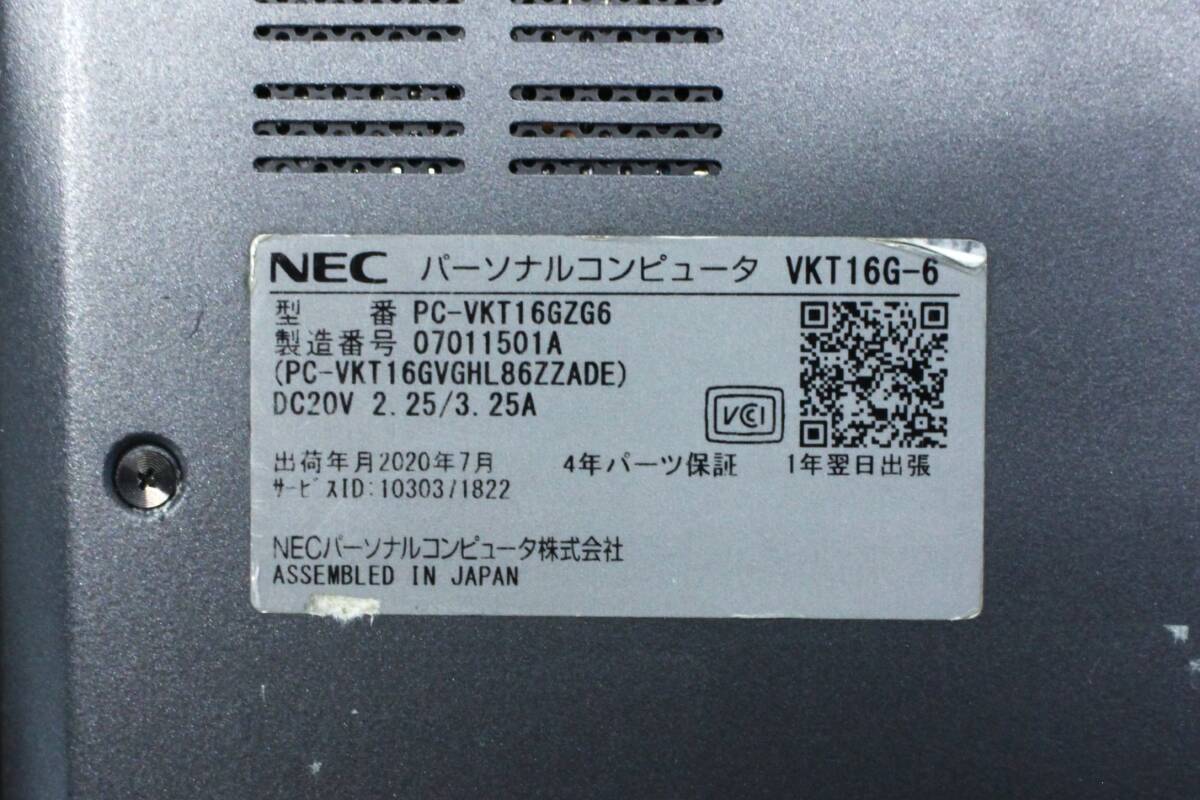 NEC パーソナルコンピュータ VKT16G-6
型 番 PC-VKT16GZG6
製造番号 07011501A
(PC-VKT16GVGHL86ZZADE)
DC20V 2.25/3.25A
VCCI
出荷年月2020年7月 4年パーツ保証 1年翌日出張
ｻｰﾋﾞｽID:10303/1822
NECパーソナルコンピュータ株式会社
ASSEMBLED IN JAPAN